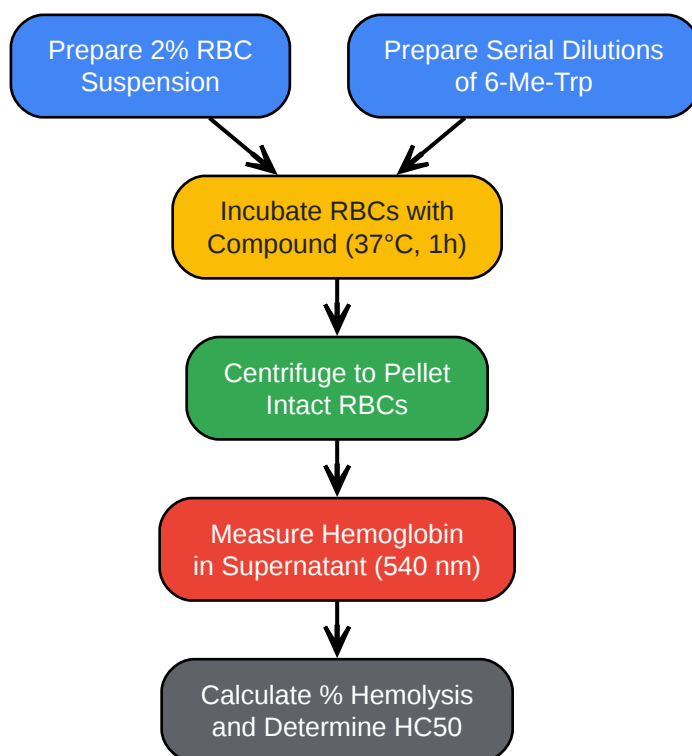 Prepare 2% RBC
Suspension
Prepare Serial Dilutions
of 6-Me-Trp
Incubate RBCs with
Compound (37°C, 1h)
Centrifuge to Pellet
Intact RBCs
Measure Hemoglobin
in Supernatant (540 nm)
Calculate % Hemolysis
and Determine HC50